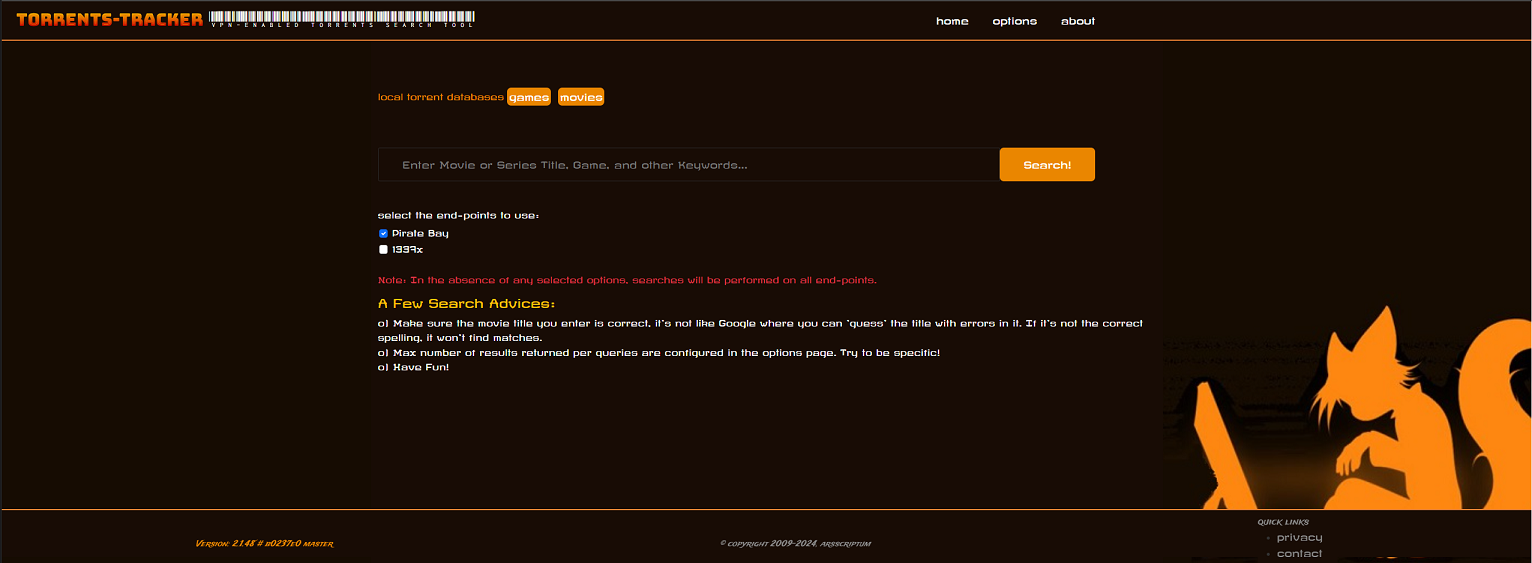 TORRENTS-TRACKER
VPN-ENABLED TORRENTS SEARCH TOOL
home options about
local torrent databases games movies
Enter Movie or Series Title, Game, and other Keywords... Search!
select the end-points to use:
Pirate Bay
1337x
Note: In the absence of any selected options, searches will be performed on all end-points.
A Few Search Advices:
o) Make sure the movie title you enter is correct, it's not like Google where you can 'guess' the title with errors in it. If it's not the correct
spelling, it won't find matches.
o) Max number of results returned per queries are configured in the options page. Try to be specific!
o) Have Fun!
QUICK LINKS
privacy
contact
Version: 2.1.48 # b0237e0 master
© copyright 2009-2024, arsscriptum